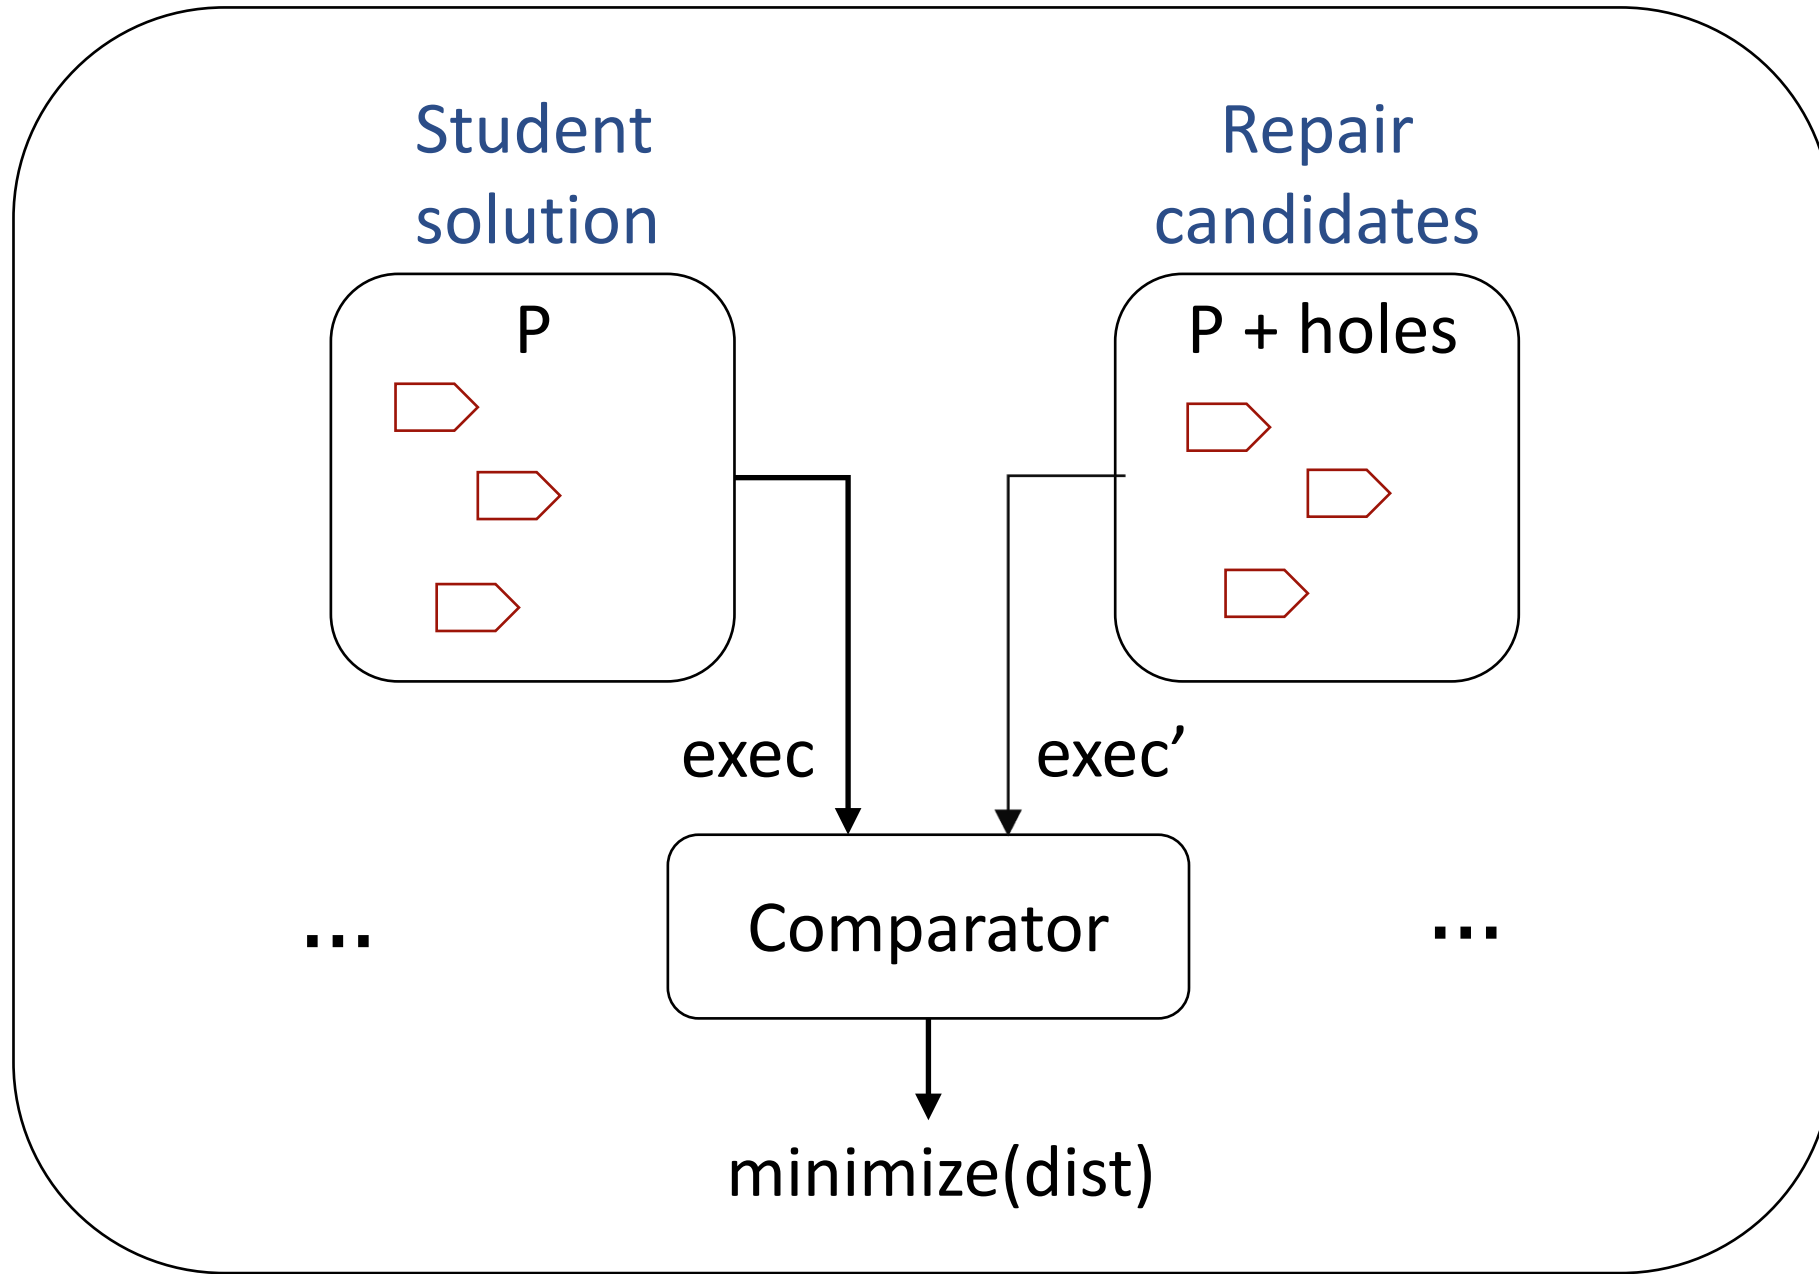 Student
solution
Repair
candidates
P
P + holes
exec
exec’
...
Comparator
...
minimize(dist)